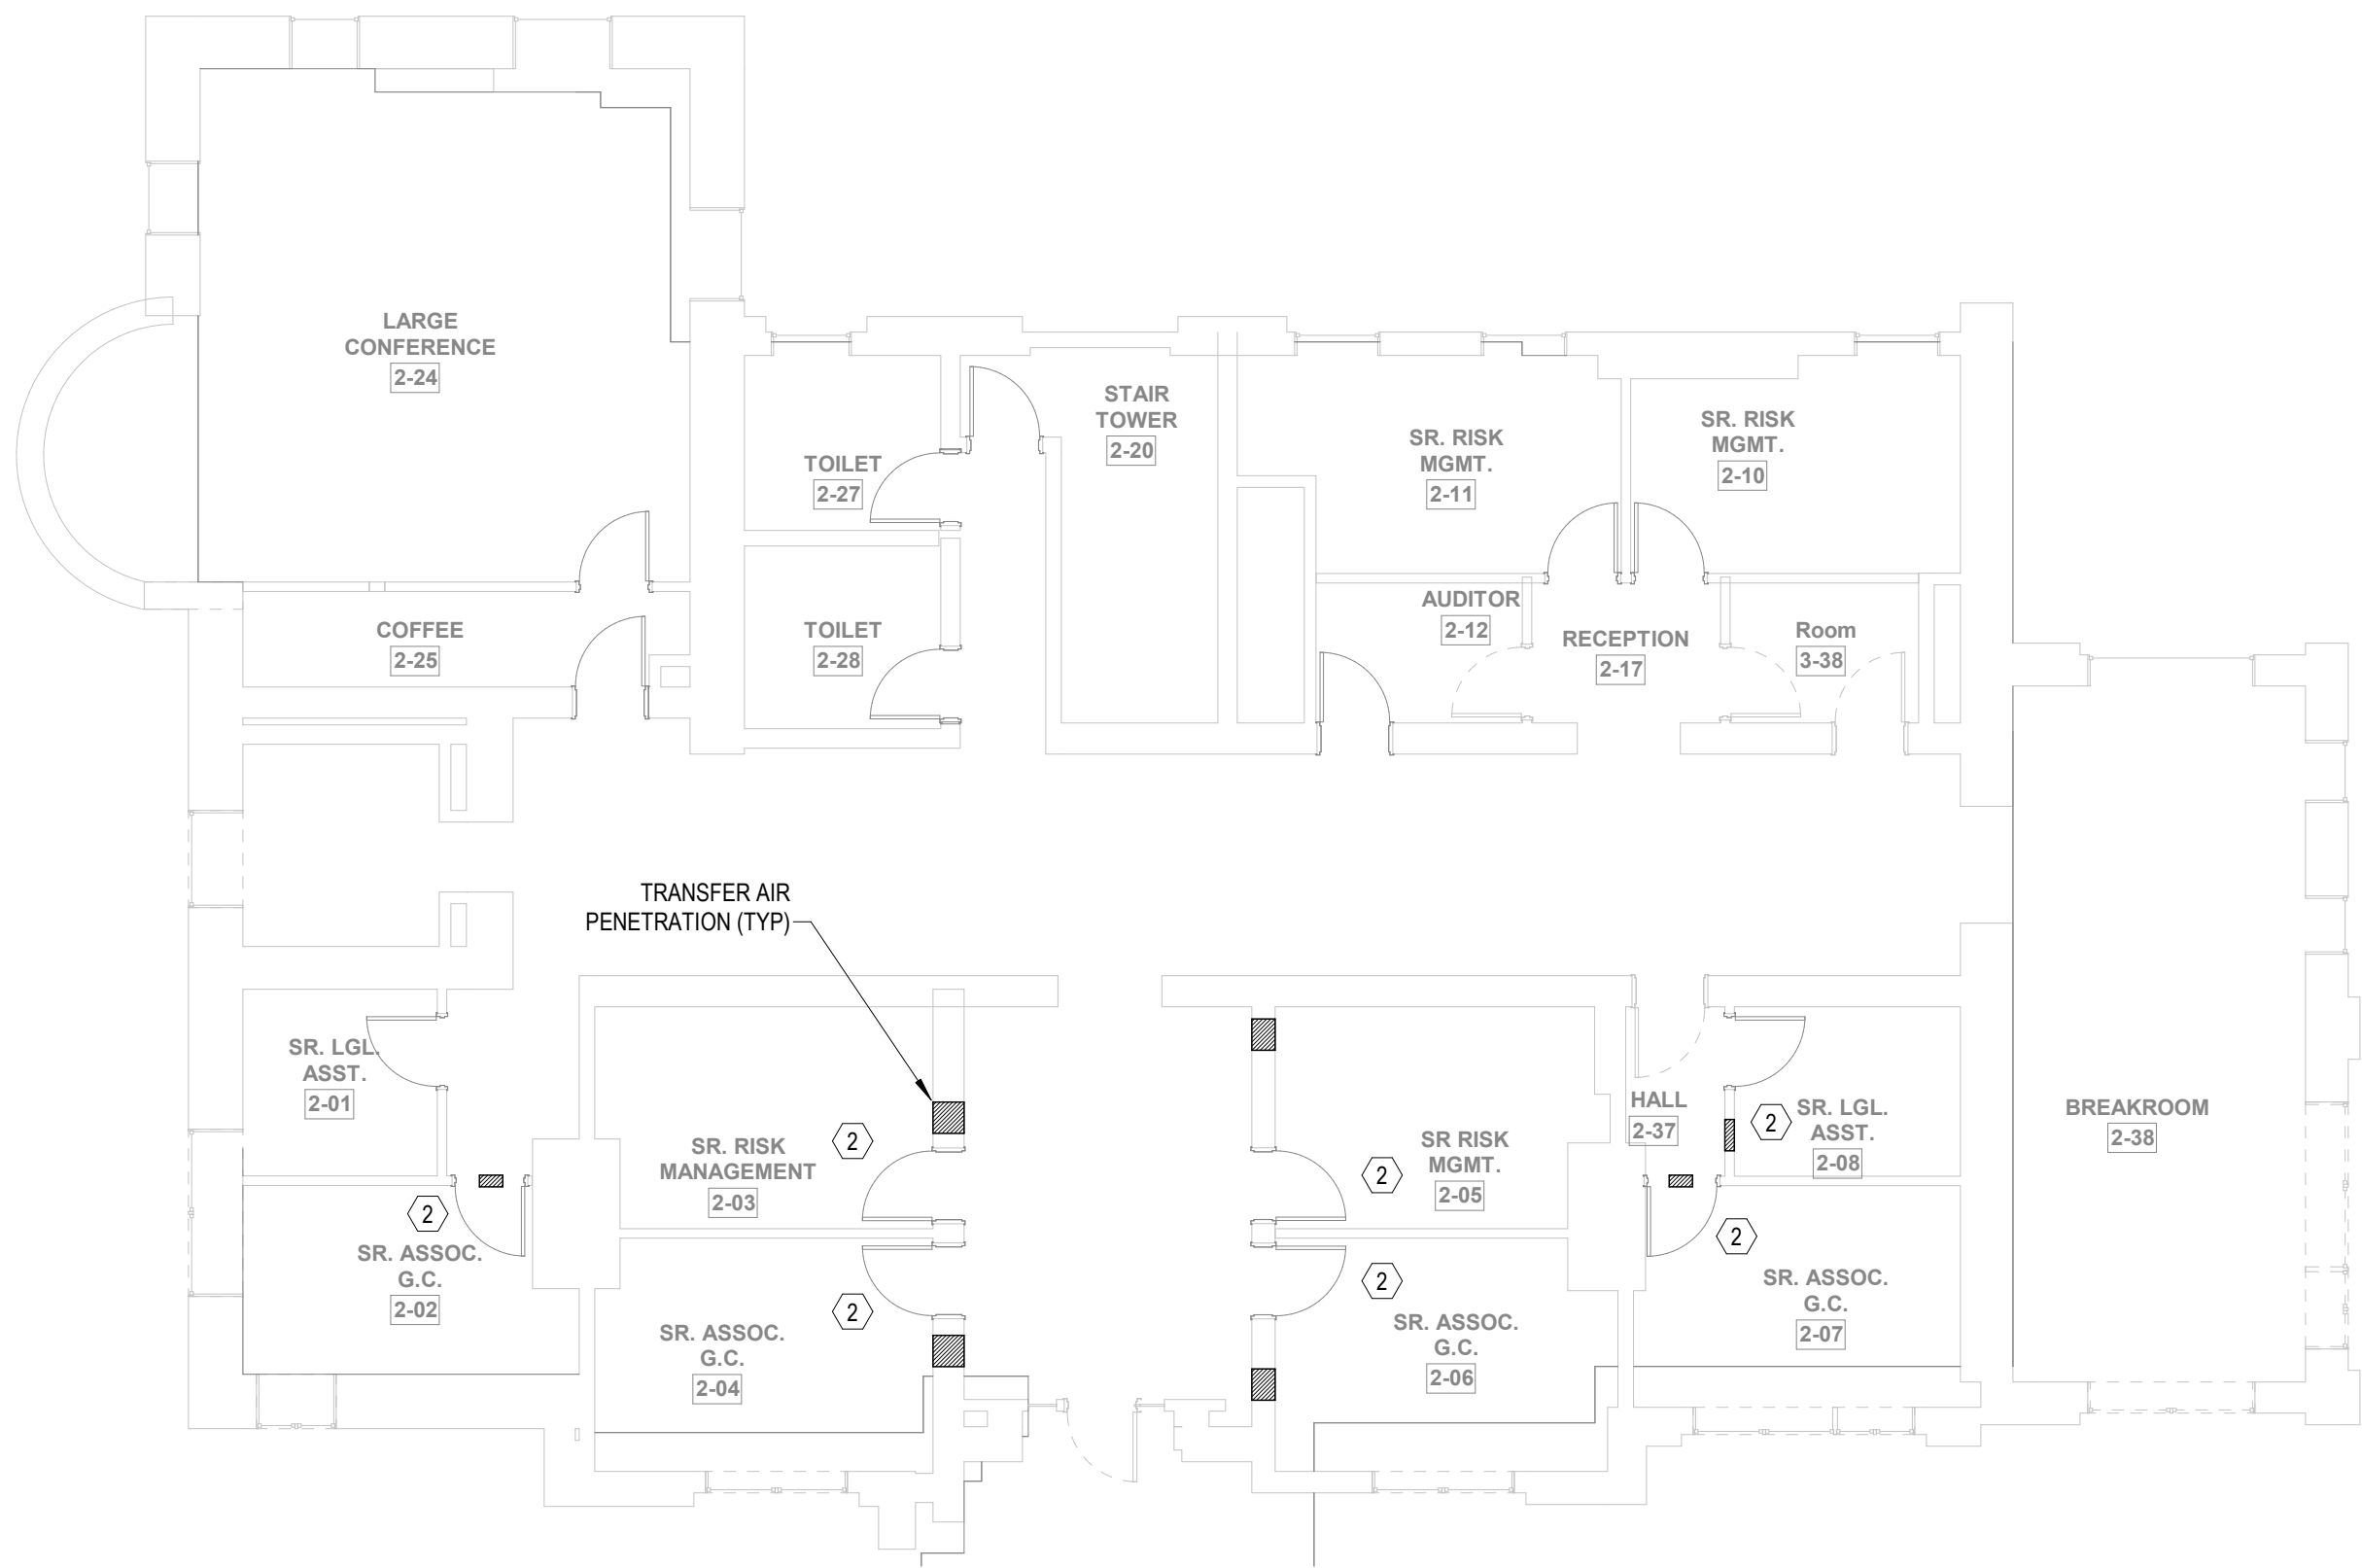 LARGE
CONFERENCE
2-24
STAIR
TOWER
2-20
SR. RISK
MGMT.
2-11
SR. RISK
MGMT.
2-10
TOILET
2-27
COFFEE
2-25
TOILET
2-28
AUDITOR
2-12
RECEPTION
2-17
Room
3-38
TRANSFER AIR
PENETRATION (TYP)
SR. LGL.
ASST.
2-01
2
SR. RISK
MANAGEMENT
2-03
2
SR RISK
MGMT.
2-05
HALL
2-37
2
SR. LGL.
ASST.
2-08
BREAKROOM
2-38
2
SR. ASSOC.
G.C.
2-02
2
SR. ASSOC.
G.C.
2-04
2
SR. ASSOC.
G.C.
2-06
2
SR. ASSOC.
G.C.
2-07